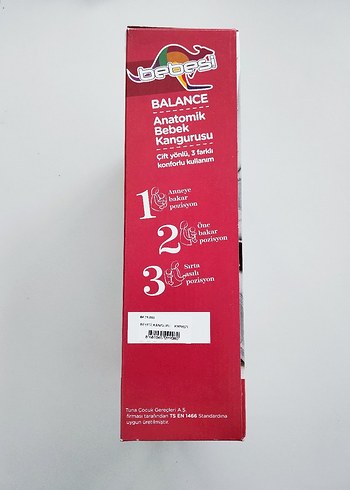 bebesii
BALANCE
Anatomik
Bebek
Kangurusu
Çift yönlü, 3 farklı
konforlu kullanım
1 Anneye
bakar
pozisyon
2 Öne
bakar
pozisyon
3 Sırta
asılı
pozisyon
Tuna Çocuk Gereçleri A.Ş.
firması tarafından TS EN 1466 Standardına
uygun üretilmiştir.